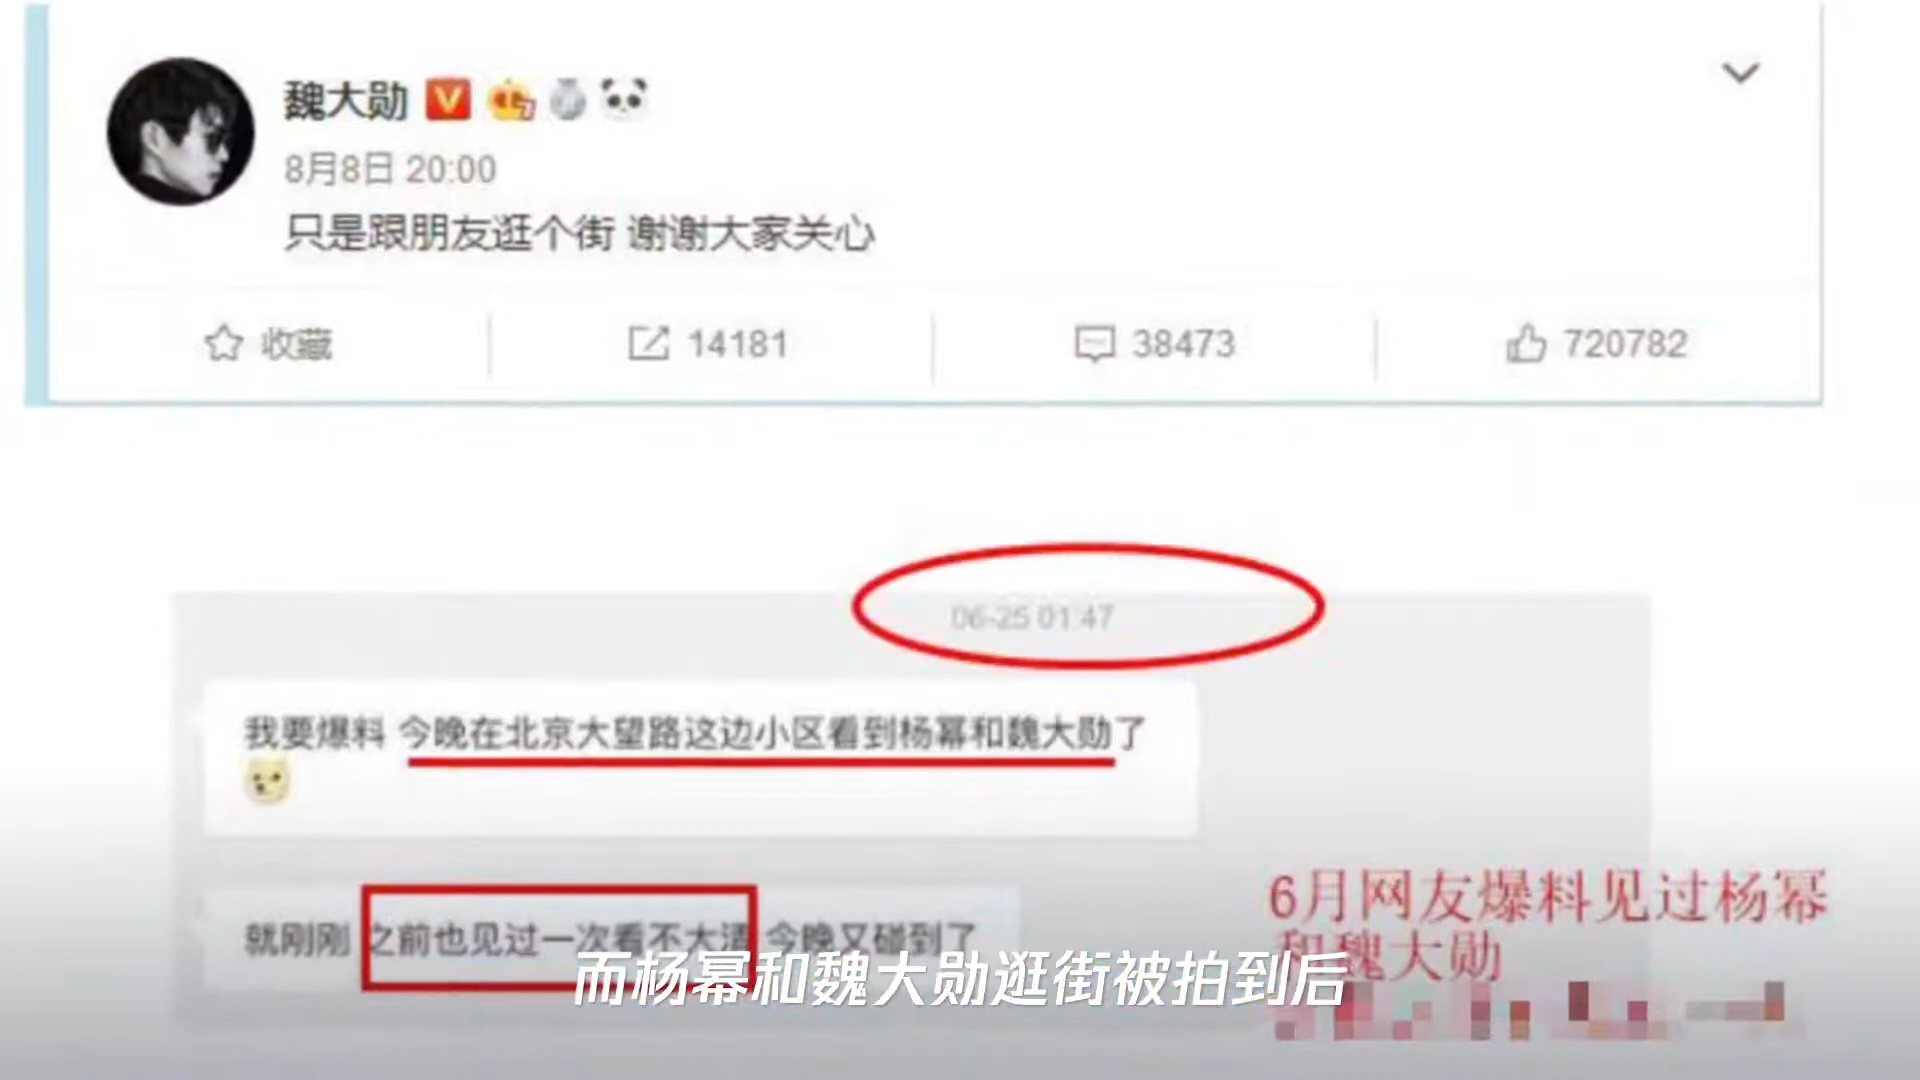 魏大勋
8月8日 20:00
只是跟朋友逛个街 谢谢大家关心
收藏
14181
38473
720782
06-25 01:47
我要爆料 今晚在北京大望路这边小区看到杨幂和魏大勋了
就刚刚 之前也见过一次看不大清 今晚又碰到了
6月网友爆料见过杨幂
和魏大勋
而杨幂和魏大勋逛街被拍到后